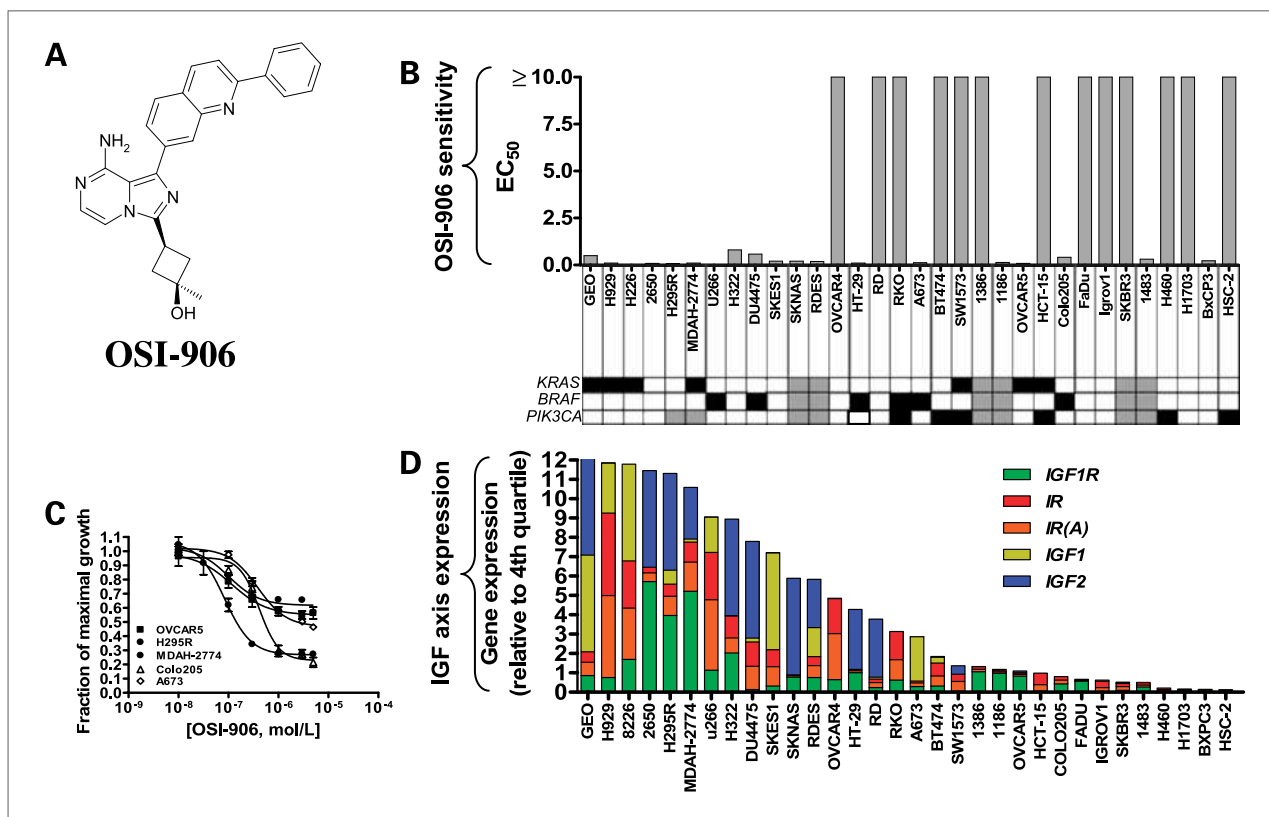 A
NH2
N
N
N
N
OH
OSI-906
B
OSI-906 sensitivity
EC50
≥ 10.0
7.5
5.0
2.5
0.0
GEO H929 H226 2650 H295R MDAH-2774 U266 H322 DU4475 SKES1 SKNAS RDES OVCAR4 HT-29 RD RKO A673 BT474 SW1573 1386 1186 OVCAR5 HCT-15 Colo205 FaDu Igrov1 SKBR3 1483 H460 H1703 BxCP3 HSC-2
KRAS
BRAF
PIK3CA
C
Fraction of maximal growth
1.1
1.0
0.9
0.8
0.7
0.6
0.5
0.4
0.3
0.2
0.1
0.0
OVCAR5
H295R
MDAH-2774
Colo205
A673
10-9 10-8 10-7 10-6 10-5 10-4
[OSI-906, mol/L]
D
IGF axis expression
Gene expression
(relative to 4th quartile)
12
11
10
9
8
7
6
5
4
3
2
1
0
IGF1R
IR
IR(A)
IGF1
IGF2
GEO H929 8226 2650 H295R MDAH-2774 u266 H322 DU4475 SKES1 SKNAS RDES OVCAR4 HT-29 RD RKO A673 BT474 SW1573 1386 1186 OVCAR5 HCT-15 COLO205 FADU IGROV1 SKBR3 1483 H460 H1703 BXPC3 HSC-2